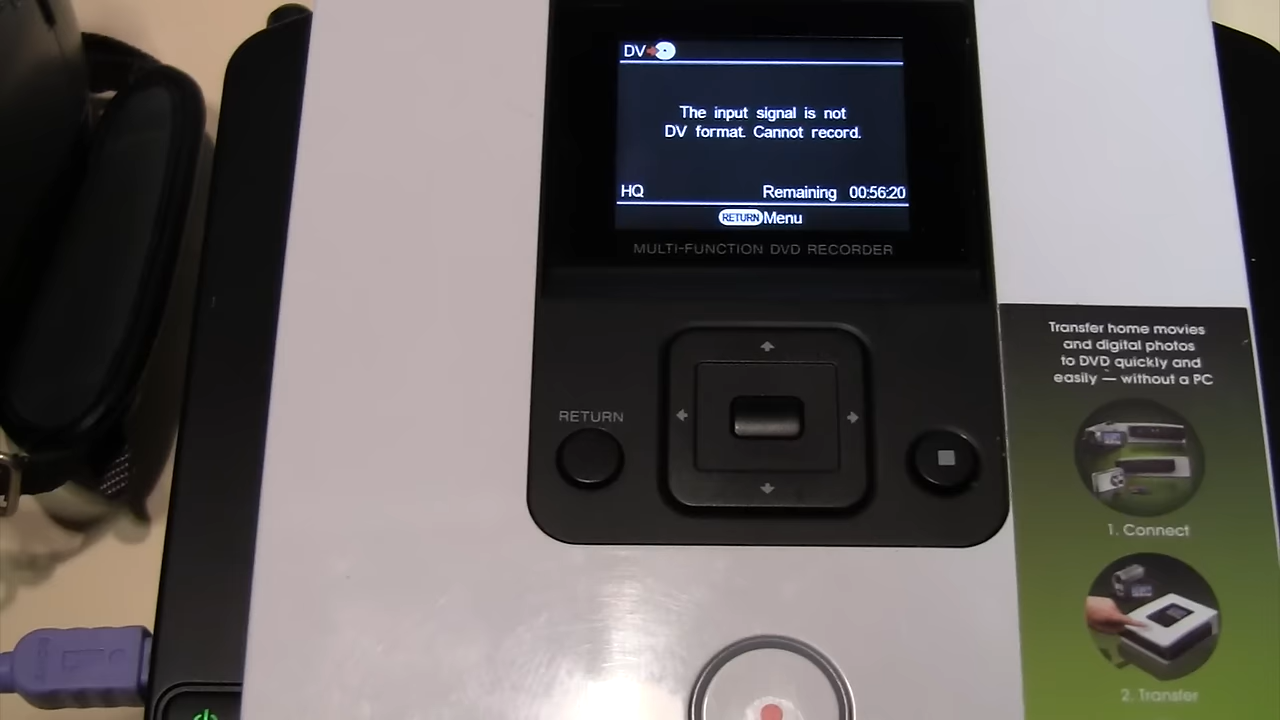 DV
The input signal is not
DV format. Cannot record.
HQ Remaining 00:56:20
RETURN Menu
MULTI-FUNCTION DVD RECORDER
RETURN
Transfer home movies
and digital photos
to DVD quickly and
easily — without a PC
1. Connect
2. Transfer